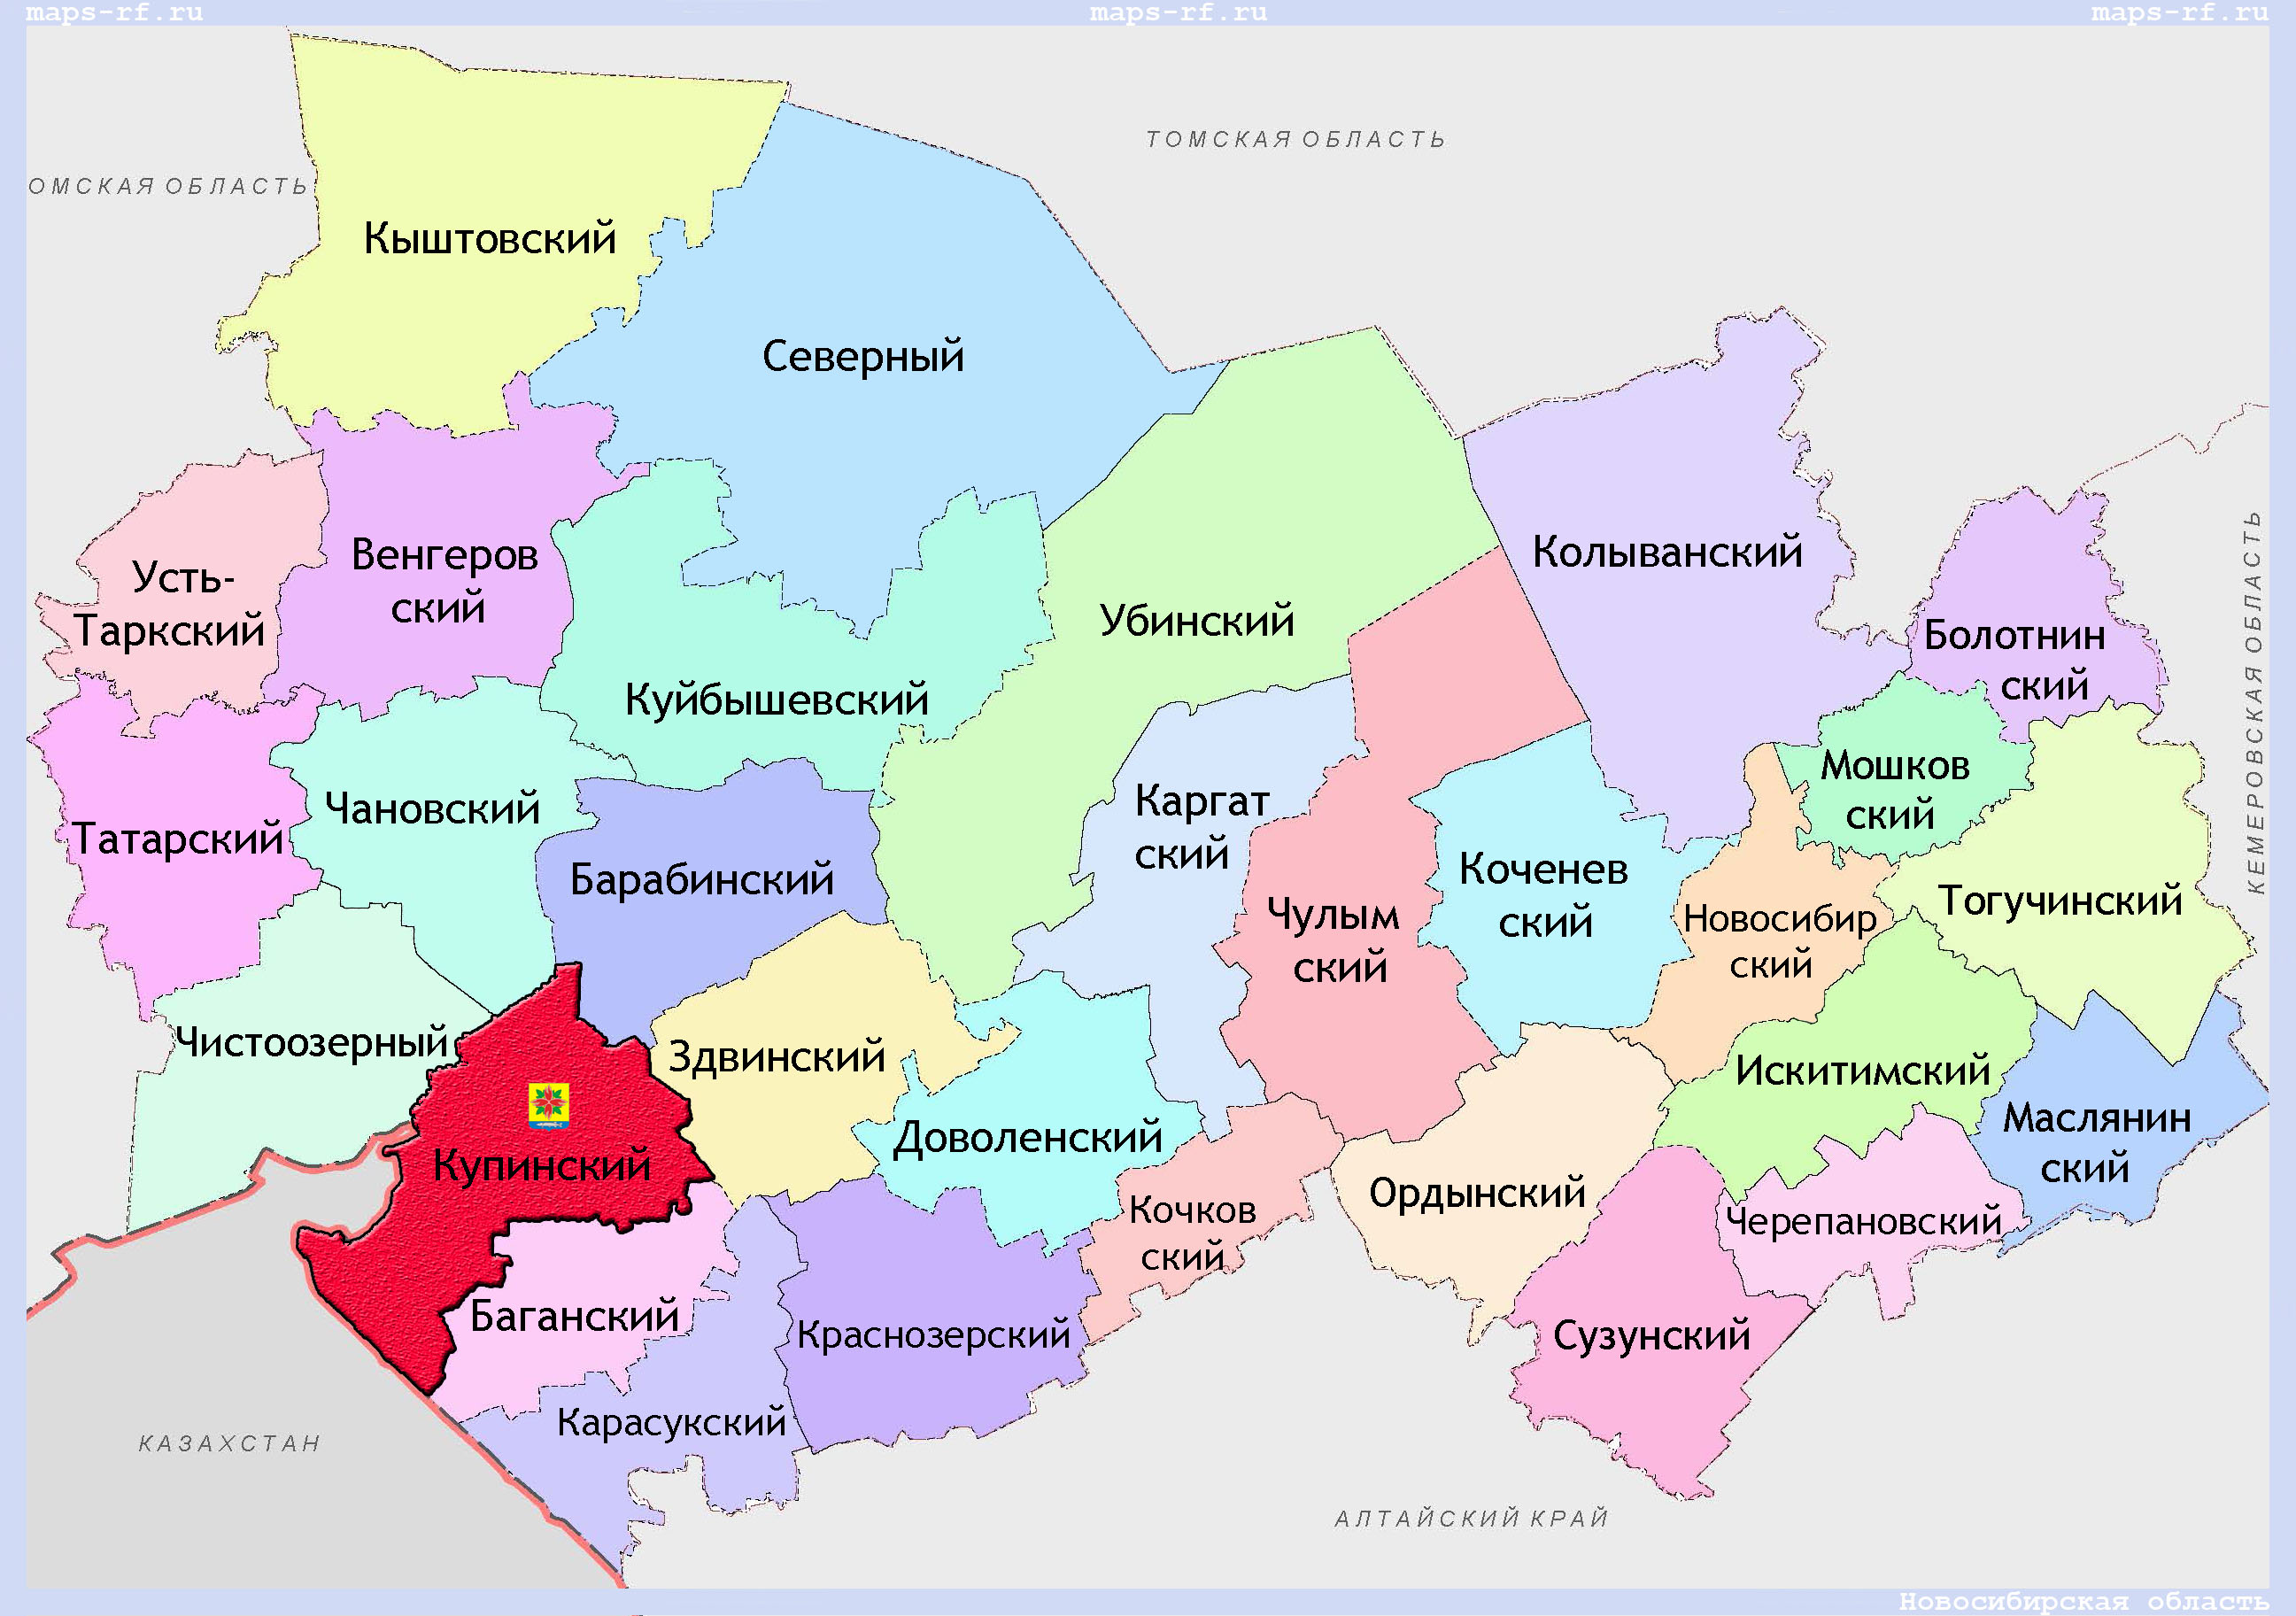 maps-rf.ru
maps-rf.ru
maps-rf.ru
ТОМСКАЯ ОБЛАСТЬ
ОМСКАЯ ОБЛАСТЬ
Кыштовский
Северный
Колыванский
Венгеров
ский
Усть-
Таркский
Убинский
Болотнин
ский
КЕМЕРОВСКАЯ ОБЛАСТЬ
Куйбышевский
Мошков
ский
Чановский
Каргат
ский
Татарский
Барабинский
Коченев
ский
Чулым
ский
Новосибир
ский
Тогучинский
Чистоозерный
Здвинский
Искитимский
Маслянин
ский
Доволенский
Купинский
Ордынский
Кочков
ский
Черепановский
Баганский
Краснозерский
Сузунский
Карасукский
КАЗАХСТАН
АЛТАЙСКИЙ КРАЙ
Новосибирская область